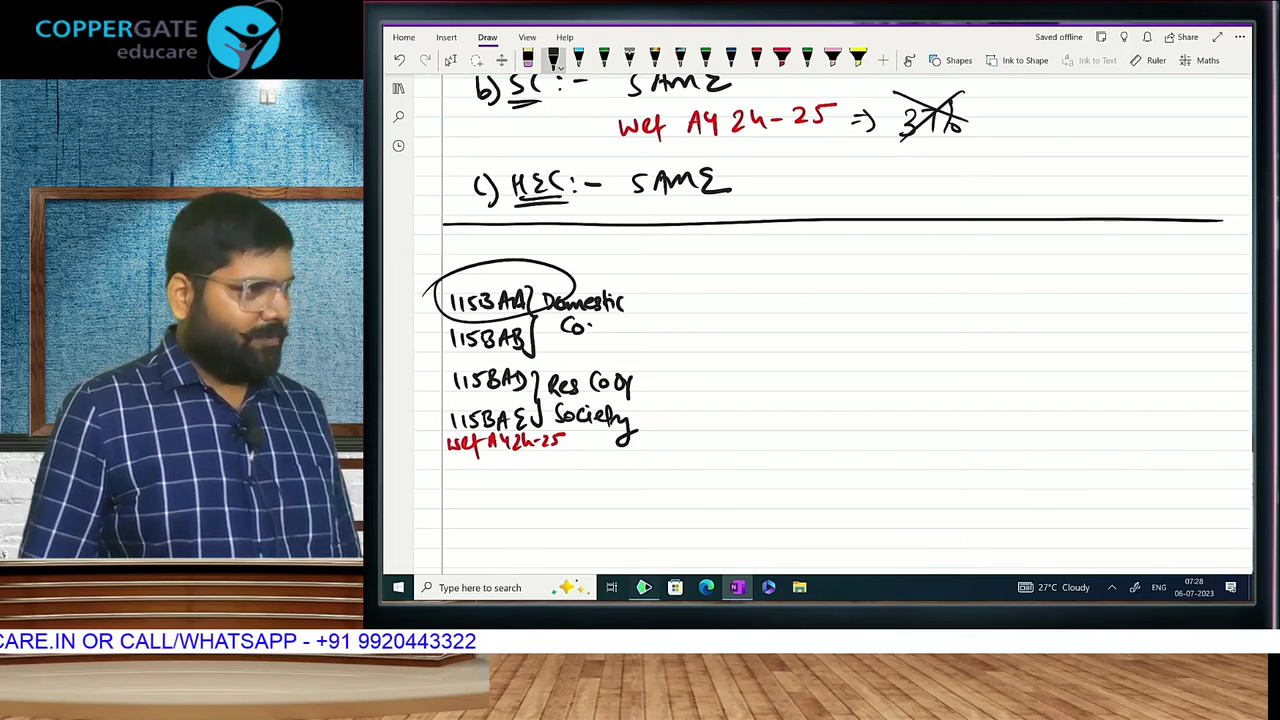 COPPERGATE
educare
Home Insert Draw View Help
Saved offline
Share
Shapes
Ink to Shape
Ink to Text
Ruler
Maths
b) SC :- SAME
wef AY 24-25 => 37%
c) HEC :- SAME
115BAA } Domestic
115BAB } Co.
115BAD } Res CoOp
115BAE } Society
wef AY 24-25
Type here to search
27°C Cloudy
ENG
07:28
06-07-2023
CARE.IN OR CALL/WHATSAPP - +91 9920443322